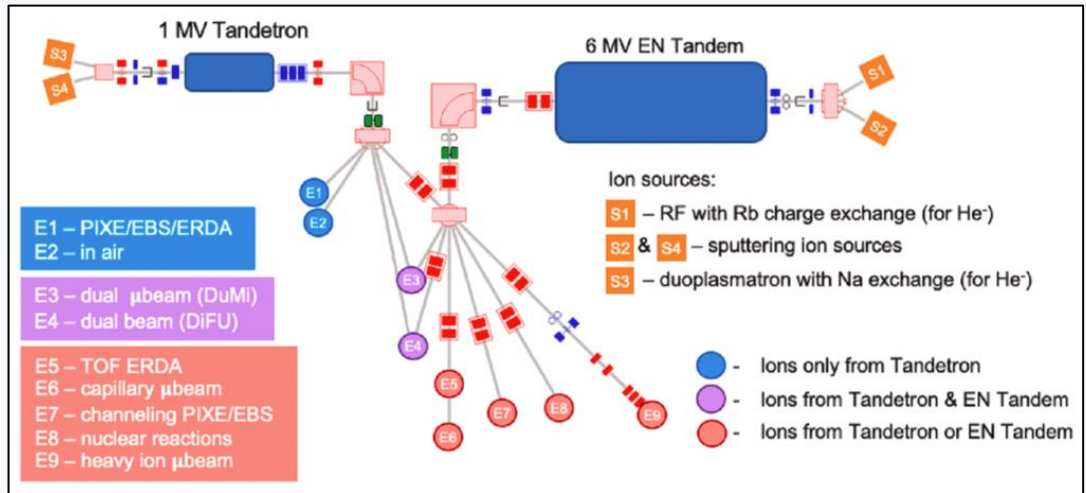 1 MV Tandetron
6 MV EN Tandem
S3
S4
S1
S2
E1
E2
E3
E4
E5
E6
E7
E8
E9
E1 – PIXE/EBS/ERDA
E2 – in air
E3 – dual μbeam (DuMi)
E4 – dual beam (DiFU)
E5 – TOF ERDA
E6 – capillary μbeam
E7 – channeling PIXE/EBS
E8 – nuclear reactions
E9 – heavy ion μbeam
Ion sources:
S1 – RF with Rb charge exchange (for He⁻)
S2 & S4 – sputtering ion sources
S3 – duoplasmatron with Na exchange (for He⁻)
- Ions only from Tandetron
- Ions from Tandetron & EN Tandem
- Ions from Tandetron or EN Tandem